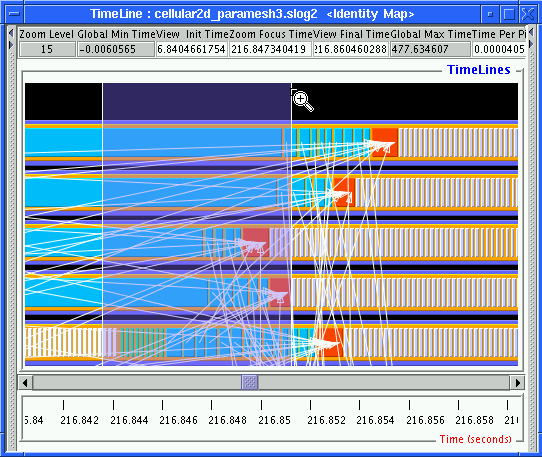 TimeLine : cellular2d_paramesh3.slog2 <Identity Map>
Zoom Level Global Min Time View Init Time Zoom Focus Time View Final Time Global Max Time Time Per Pi
15 -0.0060565 6.8404661754 216.847340419 216.860460288 477.634607 0.0000405
TimeLines
5.84 216.842 216.844 216.846 216.848 216.85 216.852 216.854 216.856 216.858
Time (seconds)